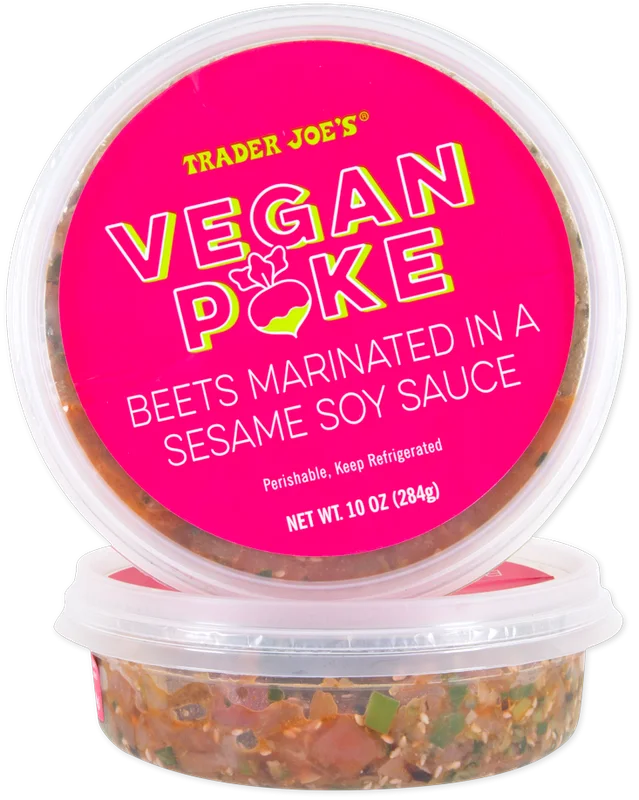 TRADER JOE'S®
VEGAN
POKE
BEETS MARINATED IN A
SESAME SOY SAUCE
Perishable, Keep Refrigerated
NET WT. 10 OZ (284g)